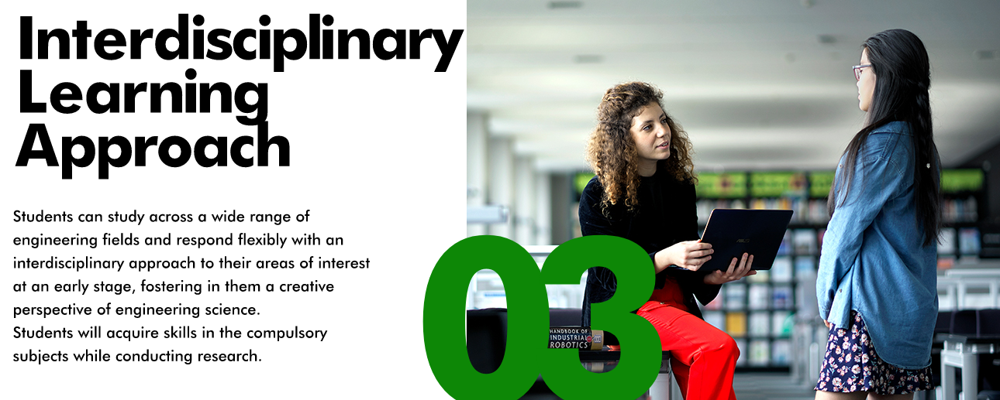 Interdisciplinary
Learning
Approach
Students can study across a wide range of
engineering fields and respond flexibly with an
interdisciplinary approach to their areas of interest
at an early stage, fostering in them a creative
perspective of engineering science.
Students will acquire skills in the compulsory
subjects while conducting research.
ASUS
03
HANDBOOK OF
INDUSTRIAL
ROBOTICS